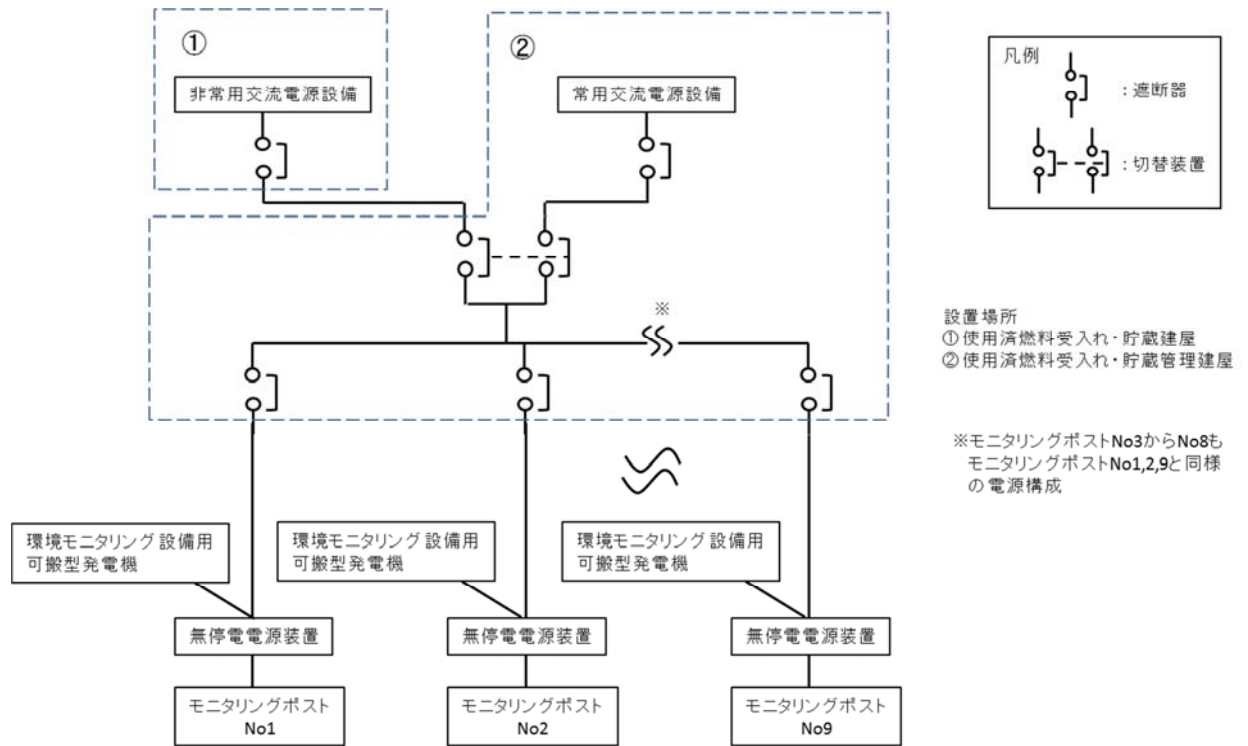 ①
非常用交流電源設備
②
常用交流電源設備
凡例
：遮断器
：切替装置
※
設置場所
①使用済燃料受入れ・貯蔵建屋
②使用済燃料受入れ・貯蔵管理建屋
※モニタリングポストNo3からNo8も
モニタリングポストNo1,2,9と同様
の電源構成
環境モニタリング設備用
可搬型発電機
環境モニタリング設備用
可搬型発電機
環境モニタリング設備用
可搬型発電機
無停電電源装置
無停電電源装置
無停電電源装置
モニタリングポスト
No1
モニタリングポスト
No2
モニタリングポスト
No9